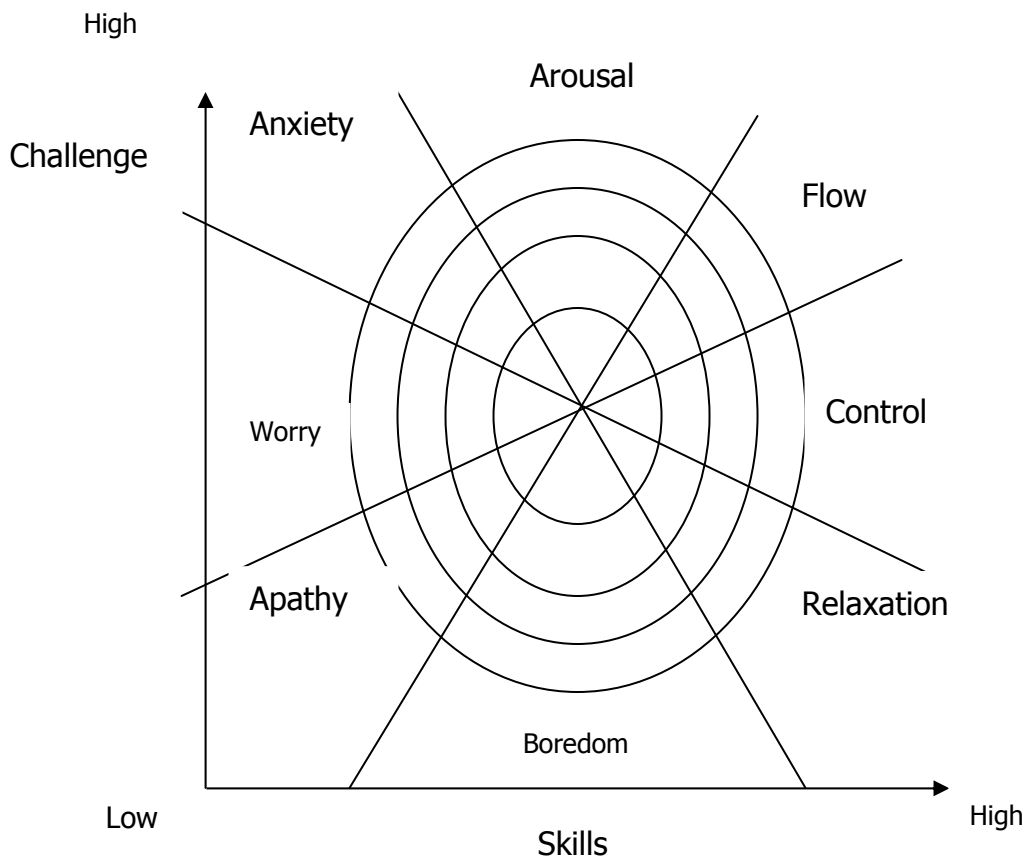 High
Arousal
Anxiety
Challenge
Flow
Control
Worry
Apathy
Relaxation
Boredom
Low
High
Skills